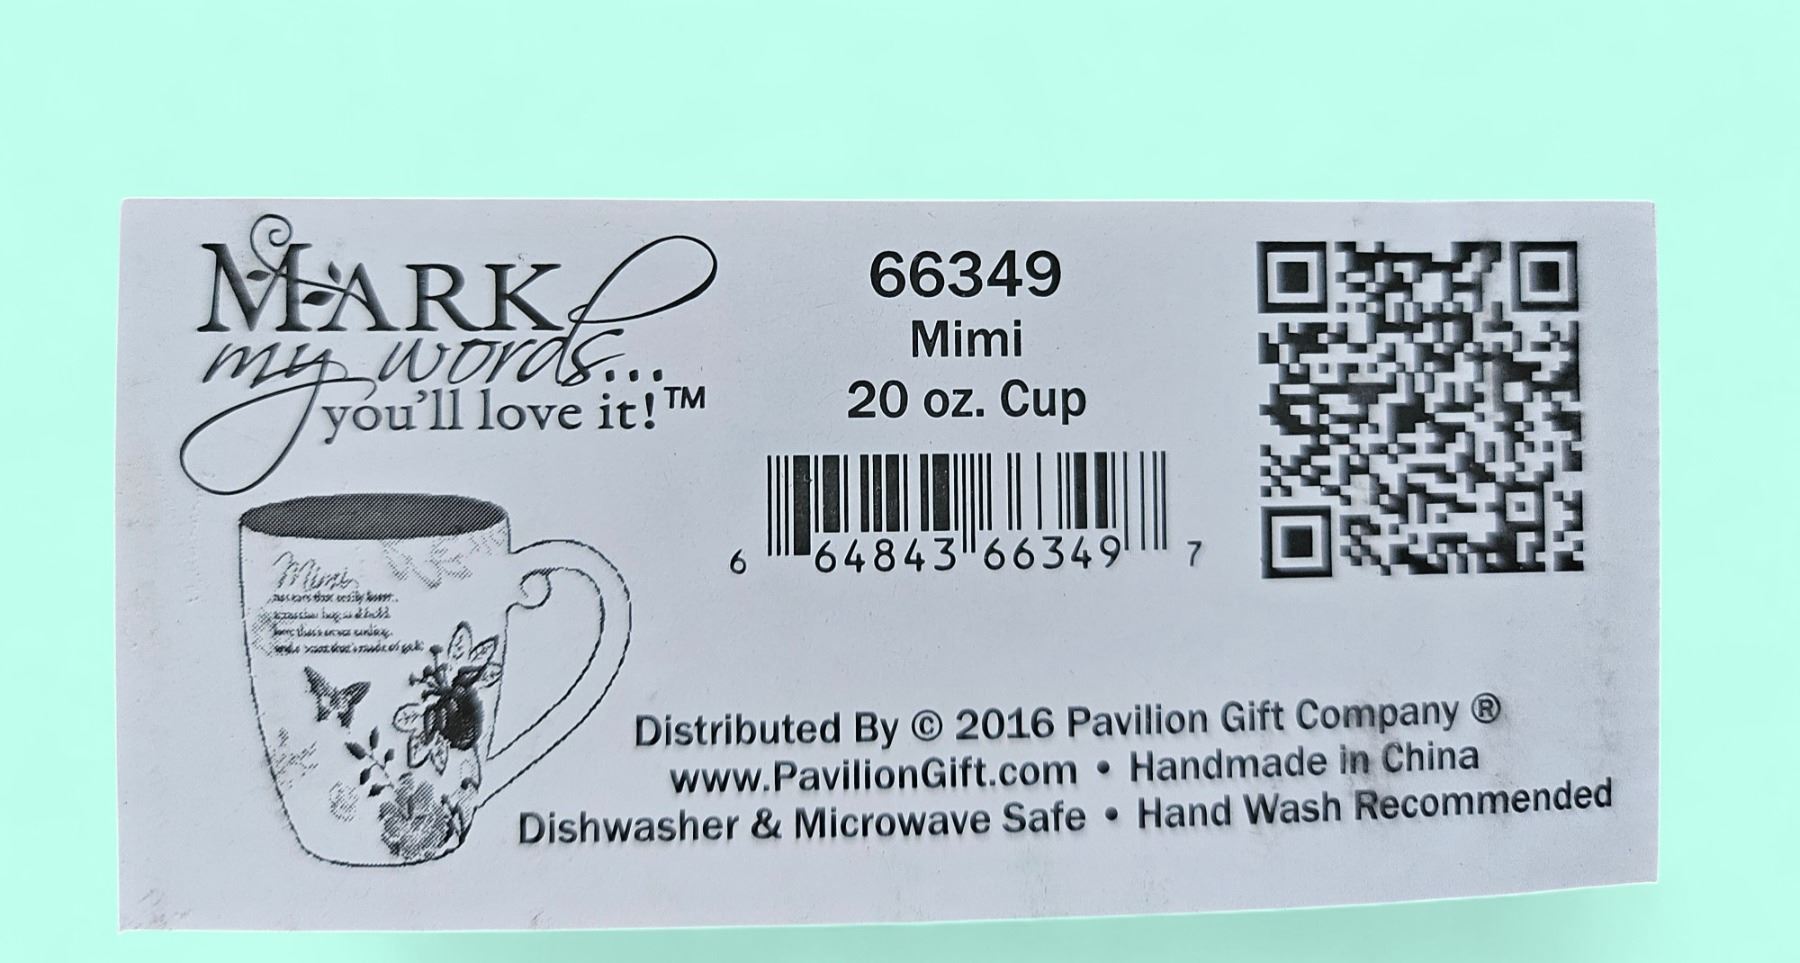 MARK
my words...
you'll love it!™
66349
Mimi
20 oz. Cup
6 64843 66349 7
Mimi
Distributed By © 2016 Pavilion Gift Company ®
www.PavilionGift.com • Handmade in China
Dishwasher & Microwave Safe • Hand Wash Recommended